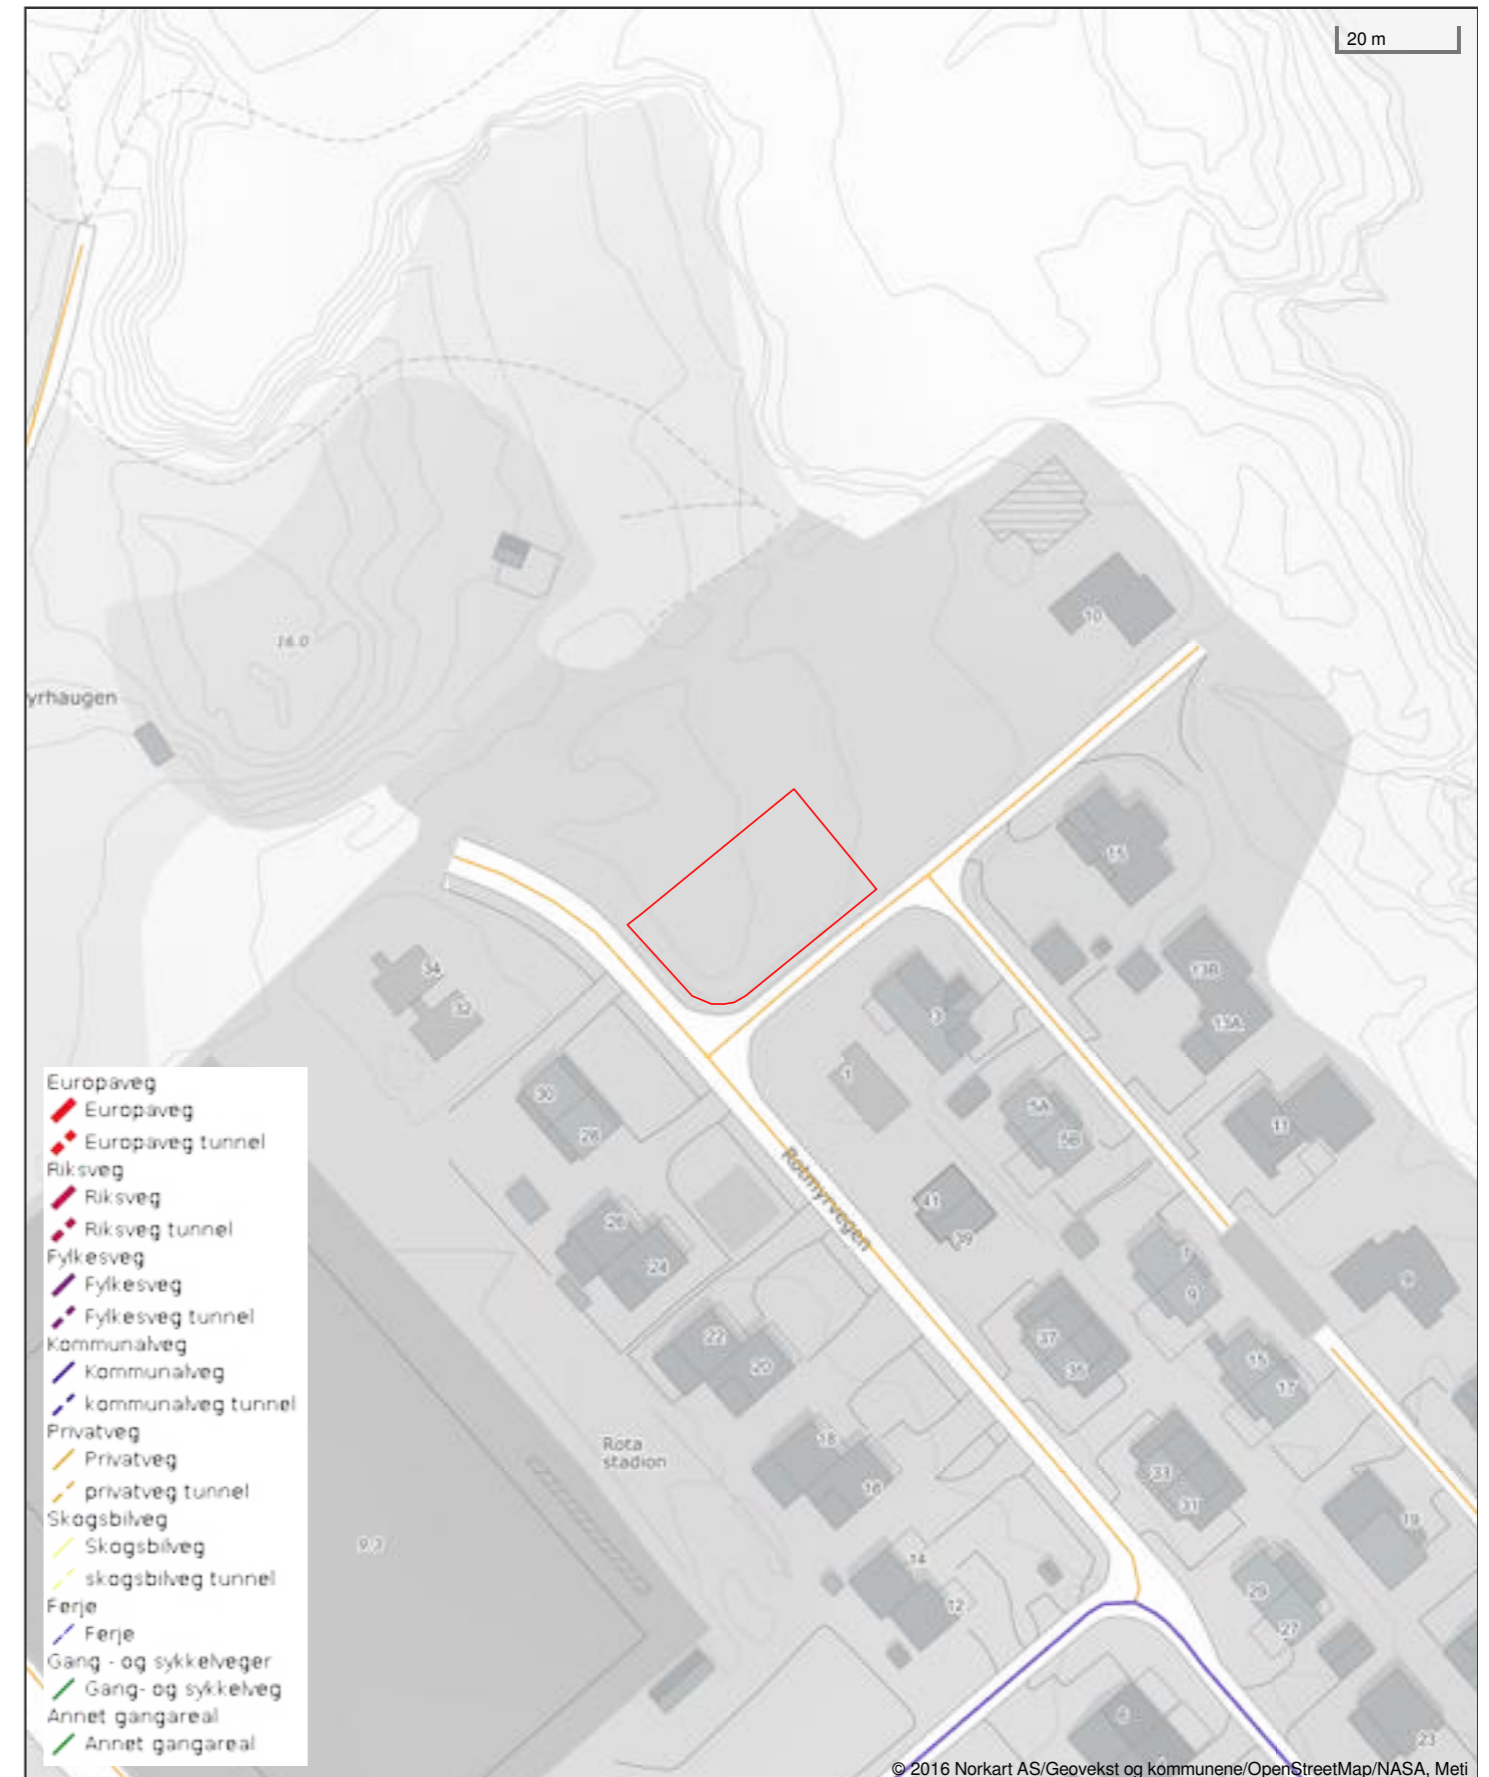 20 m
16.0
yrhaugen
10
15
34
32
13B
13A
3
1
30
28
5A
5B
11
Rotmyrvegen
41
39
26
24
7
9
22
20
37
35
15
17
Rota
stadion
18
16
33
31
19
9.3
14
12
29
27
23
Europaveg
Europaveg
Europaveg tunnel
Riksveg
Riksveg
Riksveg tunnel
Fylkesveg
Fylkesveg
Fylkesveg tunnel
Kommunalveg
Kommunalveg
kommunalveg tunnel
Privatveg
Privatveg
privatveg tunnel
Skogsbilveg
Skogsbilveg
skogsbilveg tunnel
Ferje
Ferje
Gang - og sykkelveger
Gang- og sykkelveg
Annet gangareal
Annet gangareal
© 2016 Norkart AS/Geovekst og kommunene/OpenStreetMap/NASA, Meti